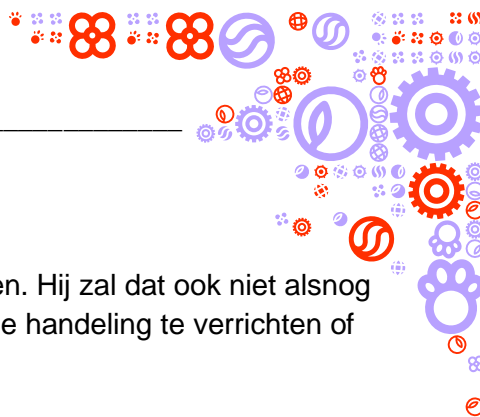 en. Hij zal dat ook niet alsnog
e handeling te verrichten of